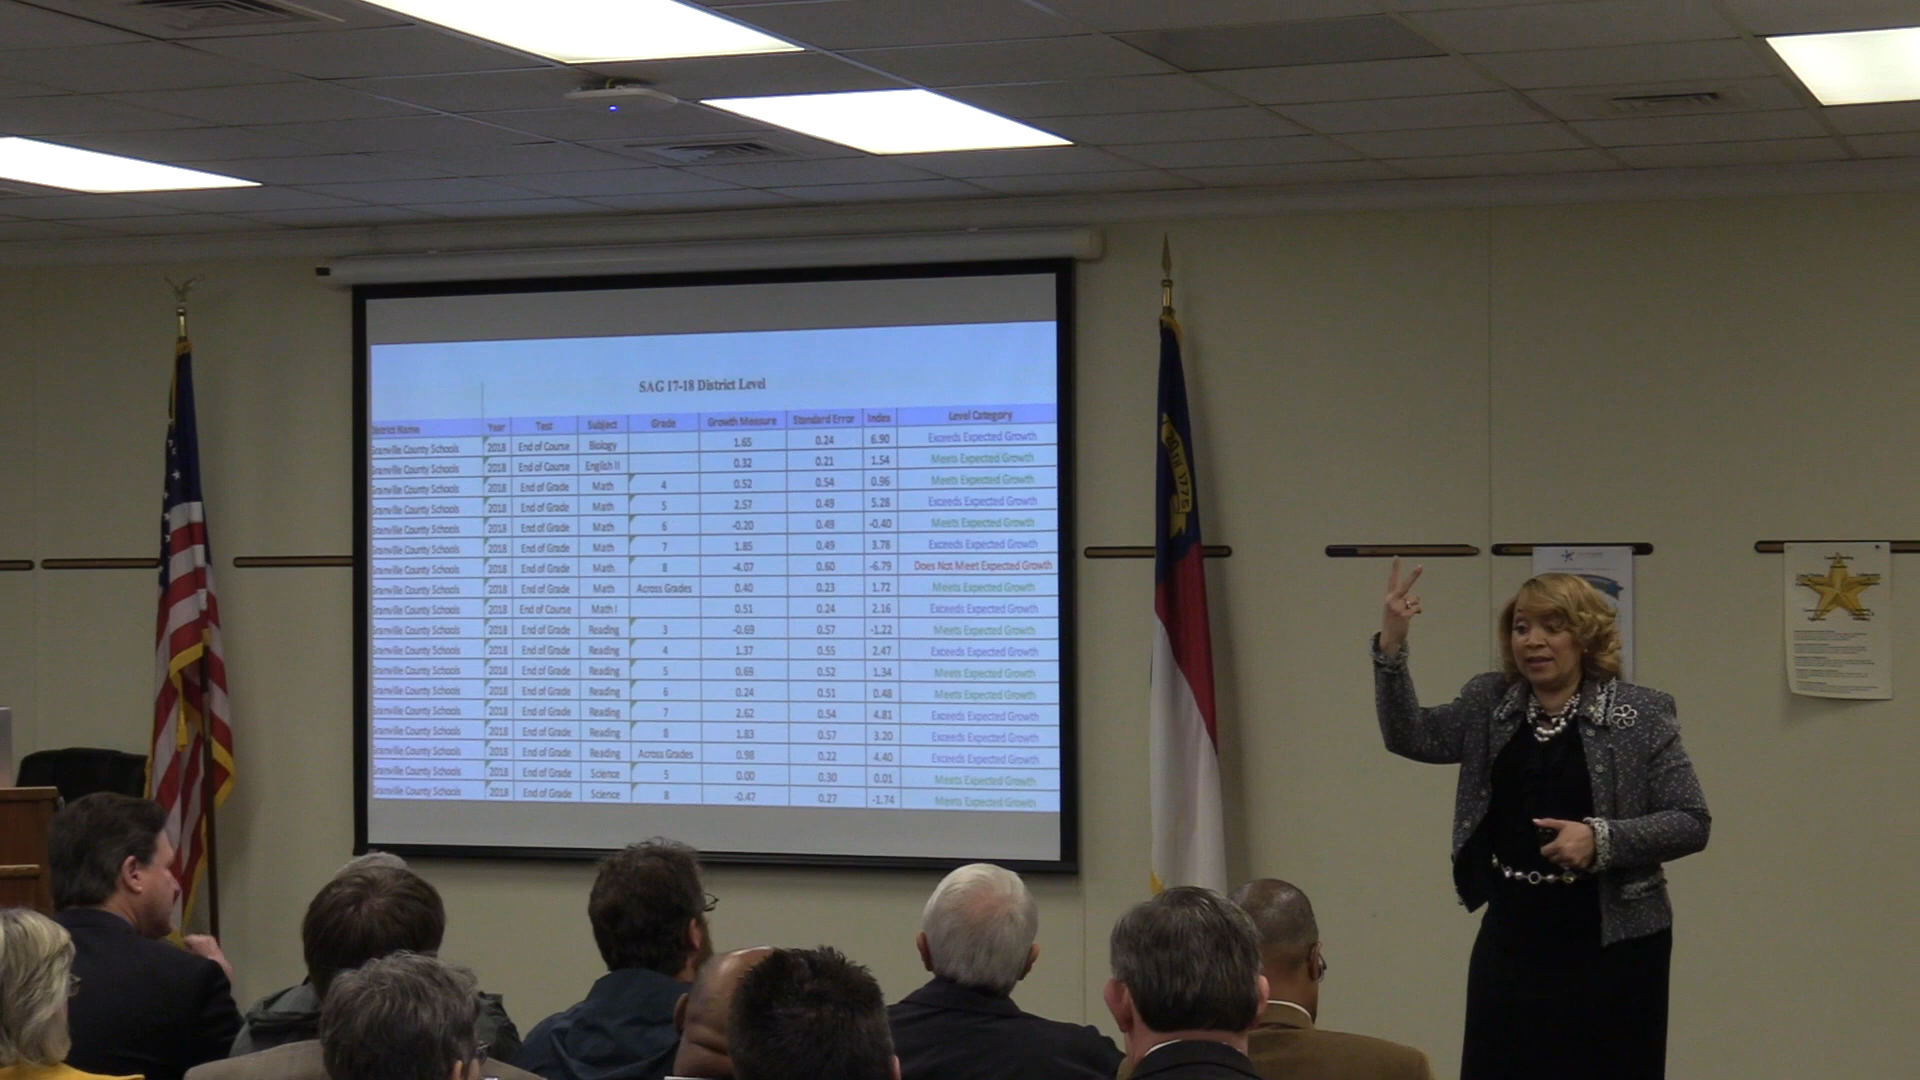 SAG 17-18 District Level
District Name Year Test Subject Grade Growth Measure Standard Error Index Level Category
Granville County Schools 2018 End of Course Biology 1.65 0.24 6.90 Exceeds Expected Growth
Granville County Schools 2018 End of Course English II 0.32 0.21 1.54 Meets Expected Growth
Granville County Schools 2018 End of Grade Math 4 0.52 0.54 0.96 Meets Expected Growth
Granville County Schools 2018 End of Grade Math 5 2.57 0.49 5.28 Exceeds Expected Growth
Granville County Schools 2018 End of Grade Math 6 -0.20 0.49 -0.40 Meets Expected Growth
Granville County Schools 2018 End of Grade Math 7 1.85 0.49 3.78 Exceeds Expected Growth
Granville County Schools 2018 End of Grade Math 8 -4.07 0.60 -6.79 Does Not Meet Expected Growth
Granville County Schools 2018 End of Grade Math Across Grades 0.40 0.23 1.72 Meets Expected Growth
Granville County Schools 2018 End of Course Math I 0.51 0.24 2.16 Exceeds Expected Growth
Granville County Schools 2018 End of Grade Reading 3 -0.69 0.57 -1.22 Meets Expected Growth
Granville County Schools 2018 End of Grade Reading 4 1.37 0.55 2.47 Exceeds Expected Growth
Granville County Schools 2018 End of Grade Reading 5 0.69 0.52 1.34 Meets Expected Growth
Granville County Schools 2018 End of Grade Reading 6 0.24 0.51 0.48 Meets Expected Growth
Granville County Schools 2018 End of Grade Reading 7 2.62 0.54 4.81 Exceeds Expected Growth
Granville County Schools 2018 End of Grade Reading 8 1.83 0.57 3.20 Exceeds Expected Growth
Granville County Schools 2018 End of Grade Reading Across Grades 0.98 0.22 4.40 Exceeds Expected Growth
Granville County Schools 2018 End of Grade Science 5 0.00 0.30 0.01 Meets Expected Growth
Granville County Schools 2018 End of Grade Science 8 -0.47 0.27 -1.74 Meets Expected Growth
20TH 1775